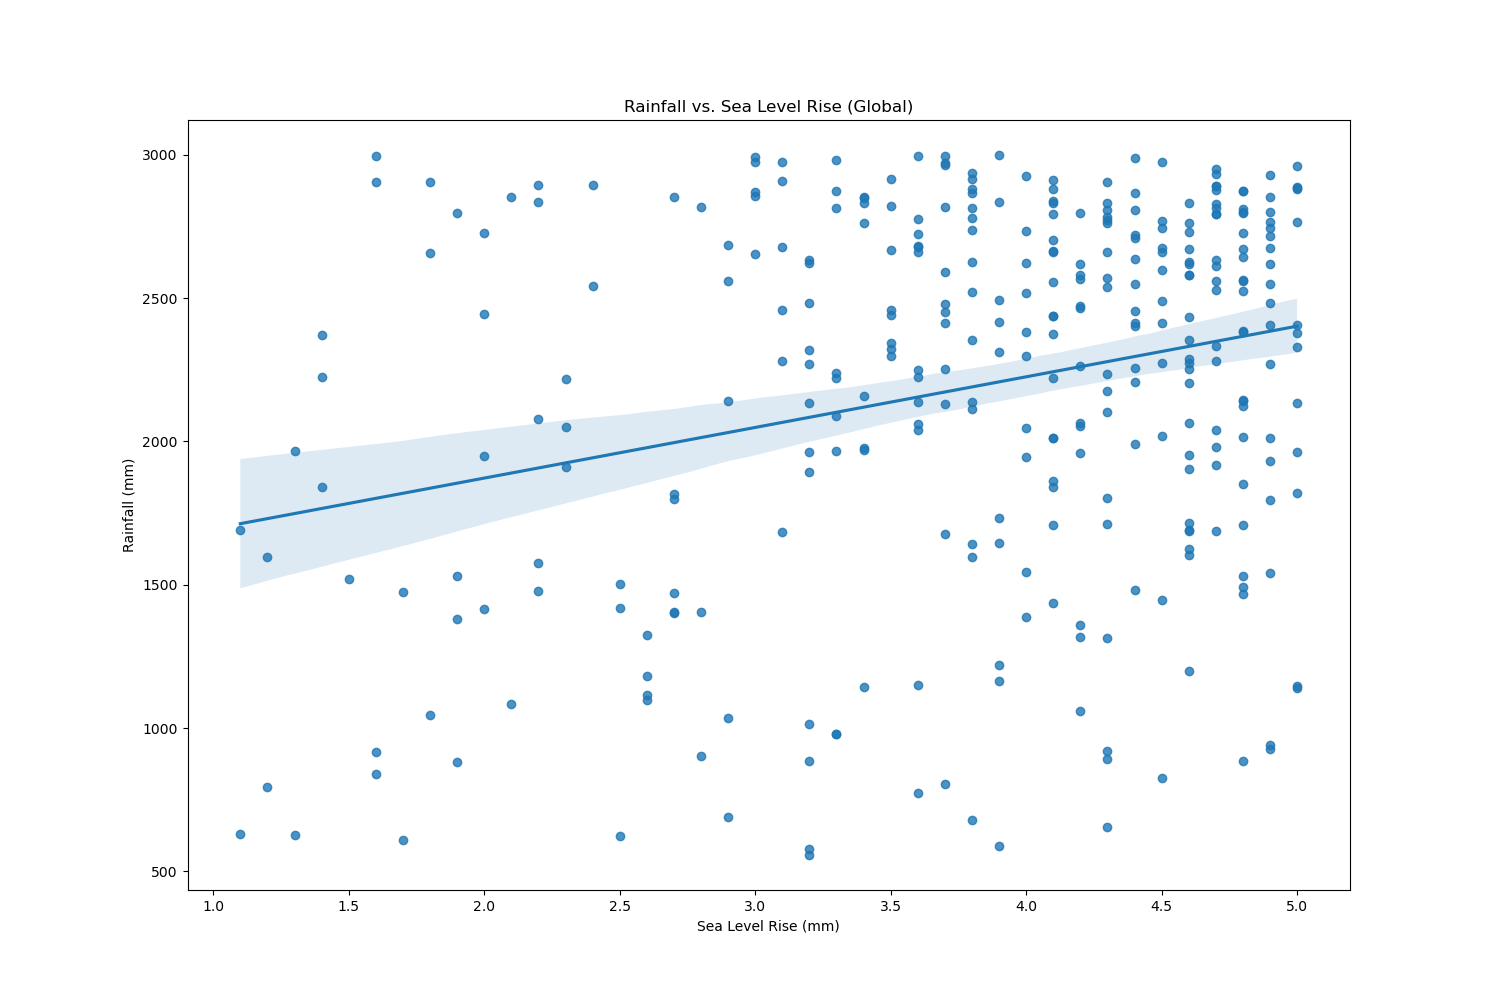 Rainfall vs. Sea Level Rise (Global)
Rainfall (mm)
3000
2500
2000
1500
1000
500
1.0 1.5 2.0 2.5 3.0 3.5 4.0 4.5 5.0
Sea Level Rise (mm)